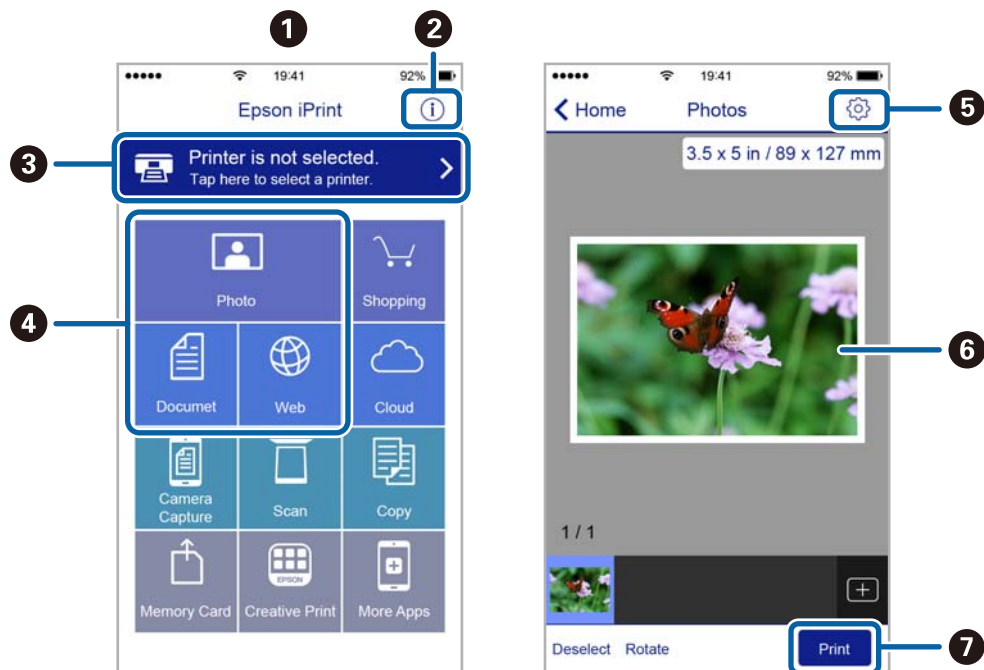 1
2
19:41
92%
Epson iPrint
3
Printer is not selected.
Tap here to select a printer.
4
Photo
Shopping
Documet
Web
Cloud
Camera
Capture
Scan
Copy
EPSON
Memory Card
Creative Print
More Apps
19:41
92%
Home
Photos
5
3.5 x 5 in / 89 x 127 mm
6
1 / 1
Deselect
Rotate
Print
7